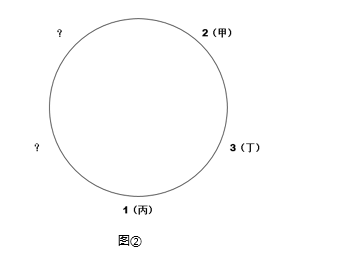 ? 2（甲）
? 3（丁）
1（丙）
图②